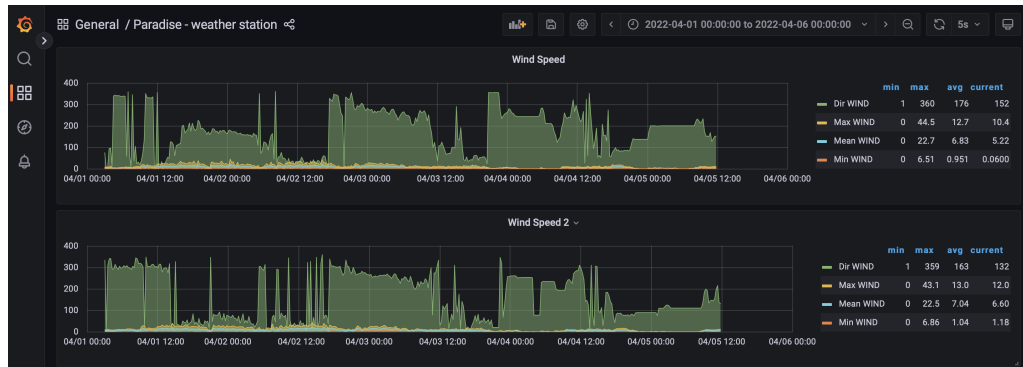 General / Paradise - weather station
2022-04-01 00:00:00 to 2022-04-06 00:00:00
5s
Wind Speed
400
300
200
100
0
04/01 00:00 04/01 12:00 04/02 00:00 04/02 12:00 04/03 00:00 04/03 12:00 04/04 00:00 04/04 12:00 04/05 00:00 04/05 12:00 04/06 00:00
min max avg current
Dir WIND 1 360 176 152
Max WIND 0 44.5 12.7 10.4
Mean WIND 0 22.7 6.83 5.22
Min WIND 0 6.51 0.951 0.0600
Wind Speed 2
400
300
200
100
0
04/01 00:00 04/01 12:00 04/02 00:00 04/02 12:00 04/03 00:00 04/03 12:00 04/04 00:00 04/04 12:00 04/05 00:00 04/05 12:00 04/06 00:00
min max avg current
Dir WIND 1 359 163 132
Max WIND 0 43.1 13.0 12.0
Mean WIND 0 22.5 7.04 6.60
Min WIND 0 6.86 1.04 1.18